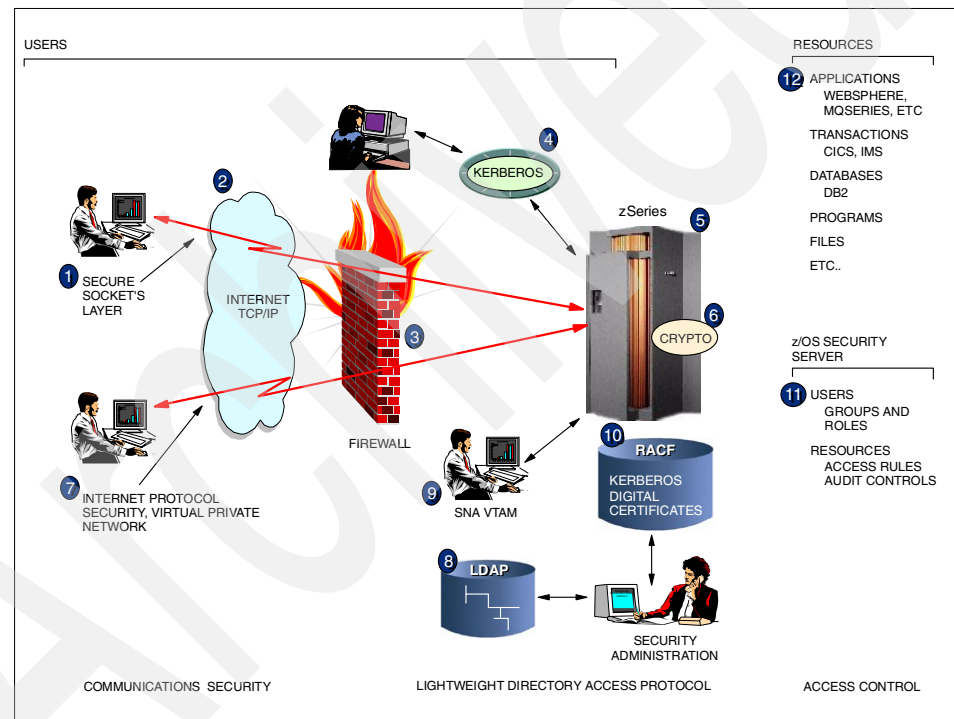 USERS
RESOURCES
12
APPLICATIONS
WEBSPHERE,
MQSERIES, ETC
TRANSACTIONS
CICS, IMS
DATABASES
DB2
PROGRAMS
FILES
ETC..
4
KERBEROS
2
1
SECURE
SOCKET'S
LAYER
INTERNET
TCP/IP
3
FIREWALL
zSeries
5
6
CRYPTO
z/OS SECURITY
SERVER
11
USERS
GROUPS AND
ROLES
RESOURCES
ACCESS RULES
AUDIT CONTROLS
7
INTERNET PROTOCOL
SECURITY, VIRTUAL PRIVATE
NETWORK
9
SNA VTAM
10
RACF
KERBEROS
DIGITAL
CERTIFICATES
8
LDAP
SECURITY
ADMINISTRATION
COMMUNICATIONS SECURITY
LIGHTWEIGHT DIRECTORY ACCESS PROTOCOL
ACCESS CONTROL
Archived